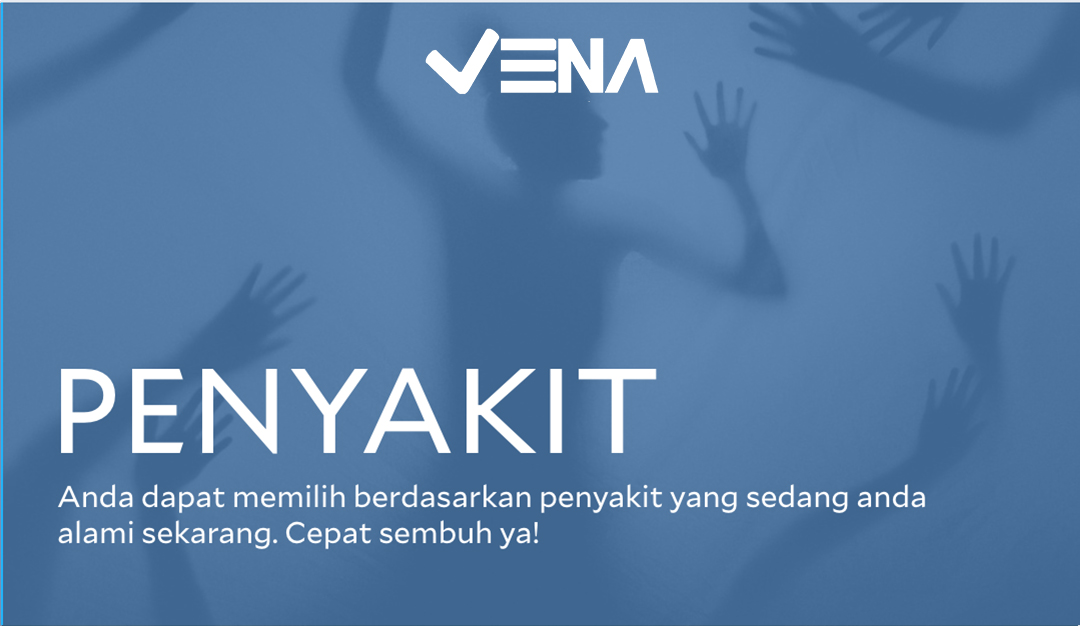 VENA
PENYAKIT
Anda dapat memilih berdasarkan penyakit yang sedang anda
alami sekarang. Cepat sembuh ya!